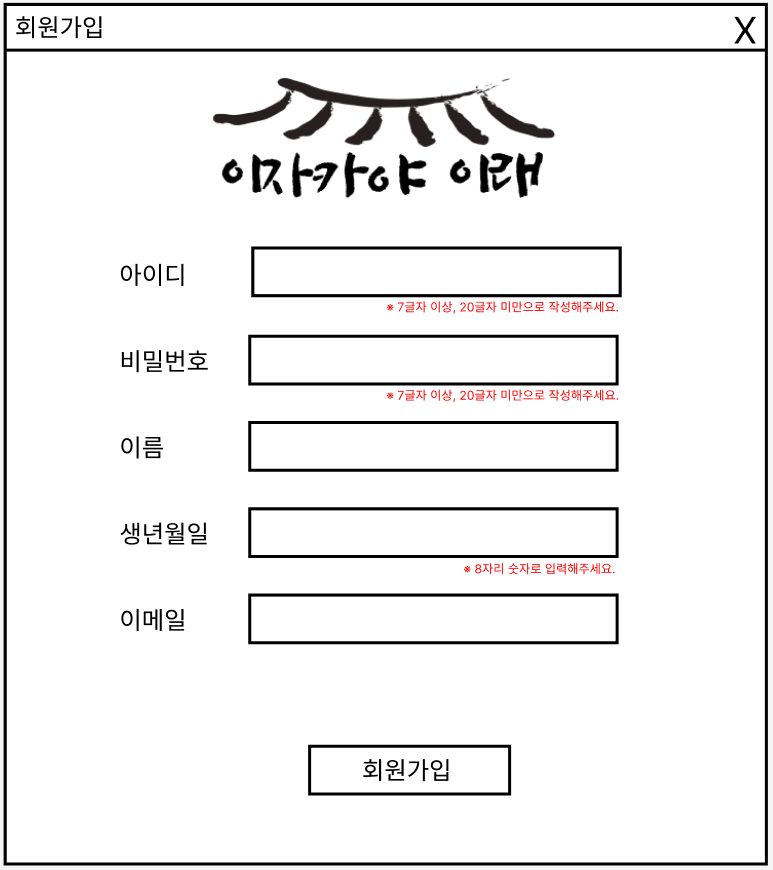 회원가입 X
이자카야 이래
아이디
※ 7글자 이상, 20글자 미만으로 작성해주세요.
비밀번호
※ 7글자 이상, 20글자 미만으로 작성해주세요.
이름
생년월일
※ 8자리 숫자로 입력해주세요.
이메일
회원가입